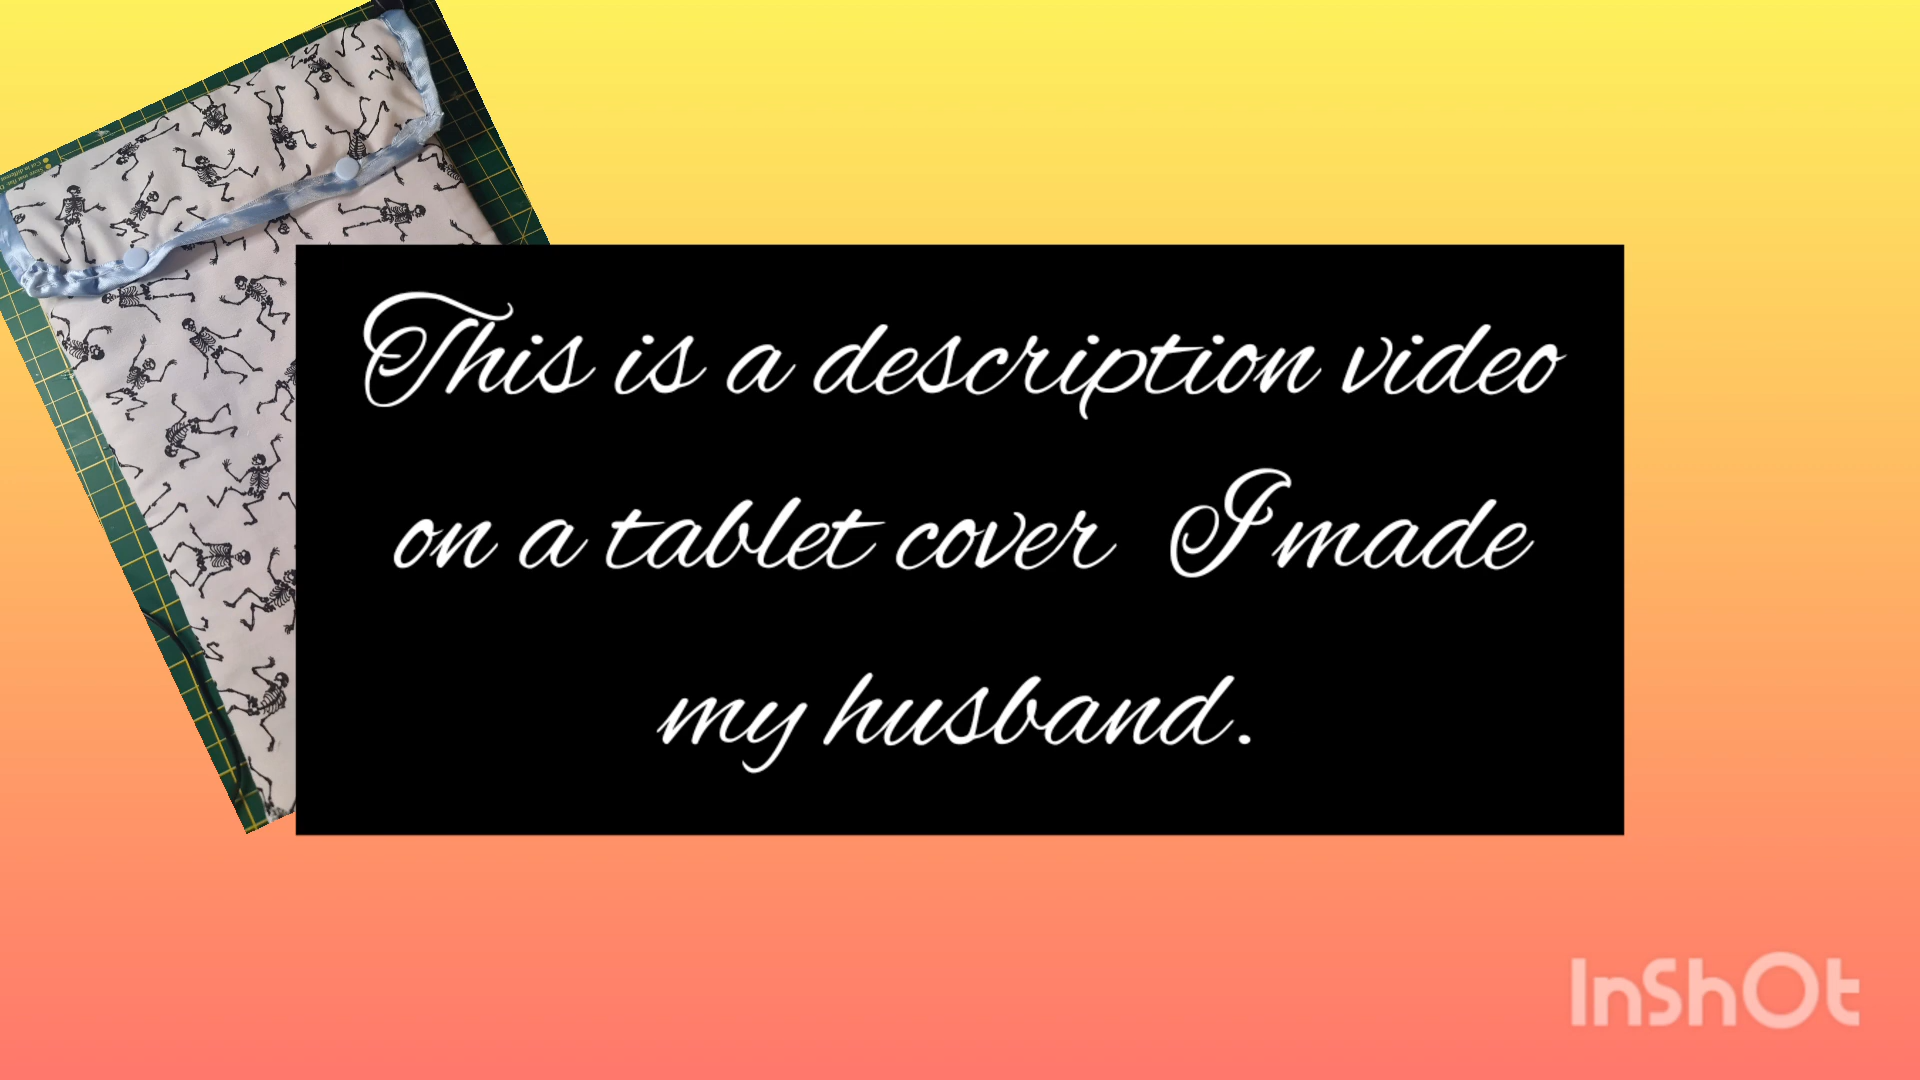 This is a description video
on a tablet cover I made
my husband.
InShOt